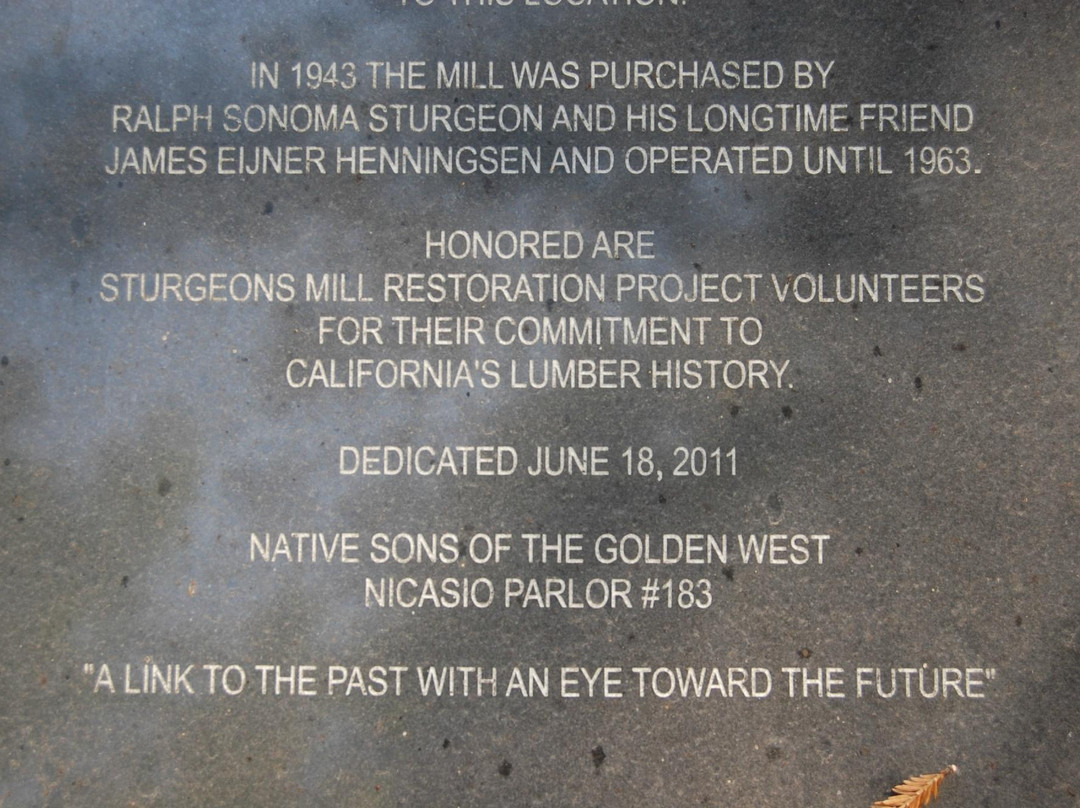 TO THIS LOCATION.
IN 1943 THE MILL WAS PURCHASED BY
RALPH SONOMA STURGEON AND HIS LONGTIME FRIEND
JAMES EIJNER HENNINGSEN AND OPERATED UNTIL 1963.
HONORED ARE
STURGEONS MILL RESTORATION PROJECT VOLUNTEERS
FOR THEIR COMMITMENT TO
CALIFORNIA'S LUMBER HISTORY.
DEDICATED JUNE 18, 2011
NATIVE SONS OF THE GOLDEN WEST
NICASIO PARLOR #183
"A LINK TO THE PAST WITH AN EYE TOWARD THE FUTURE"